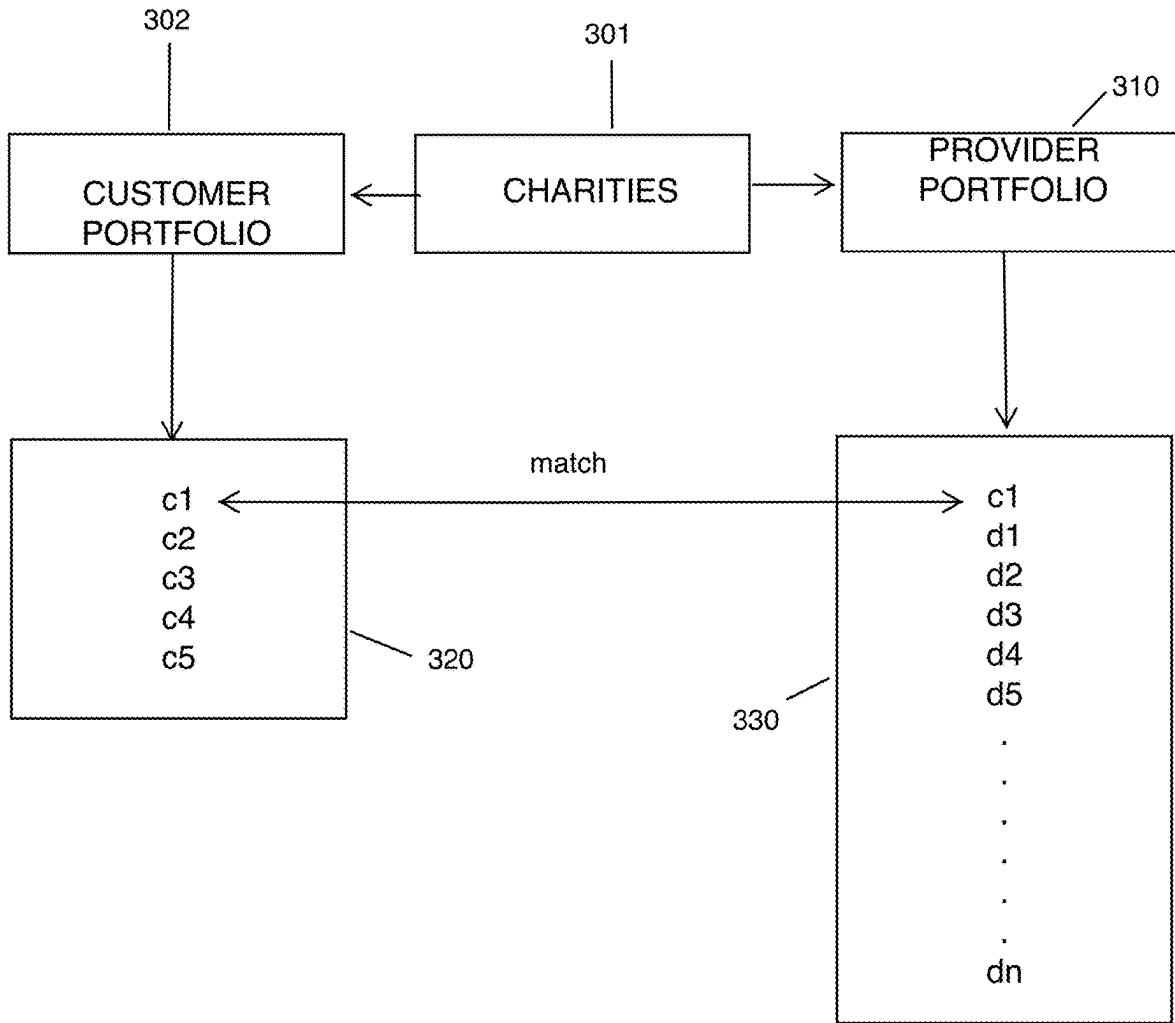 302
301
310
CUSTOMER
PORTFOLIO
CHARITIES
PROVIDER
PORTFOLIO
match
c1
c2
c3
c4
c5
320
c1
d1
d2
d3
d4
d5
.
.
.
.
.
.
dn
330